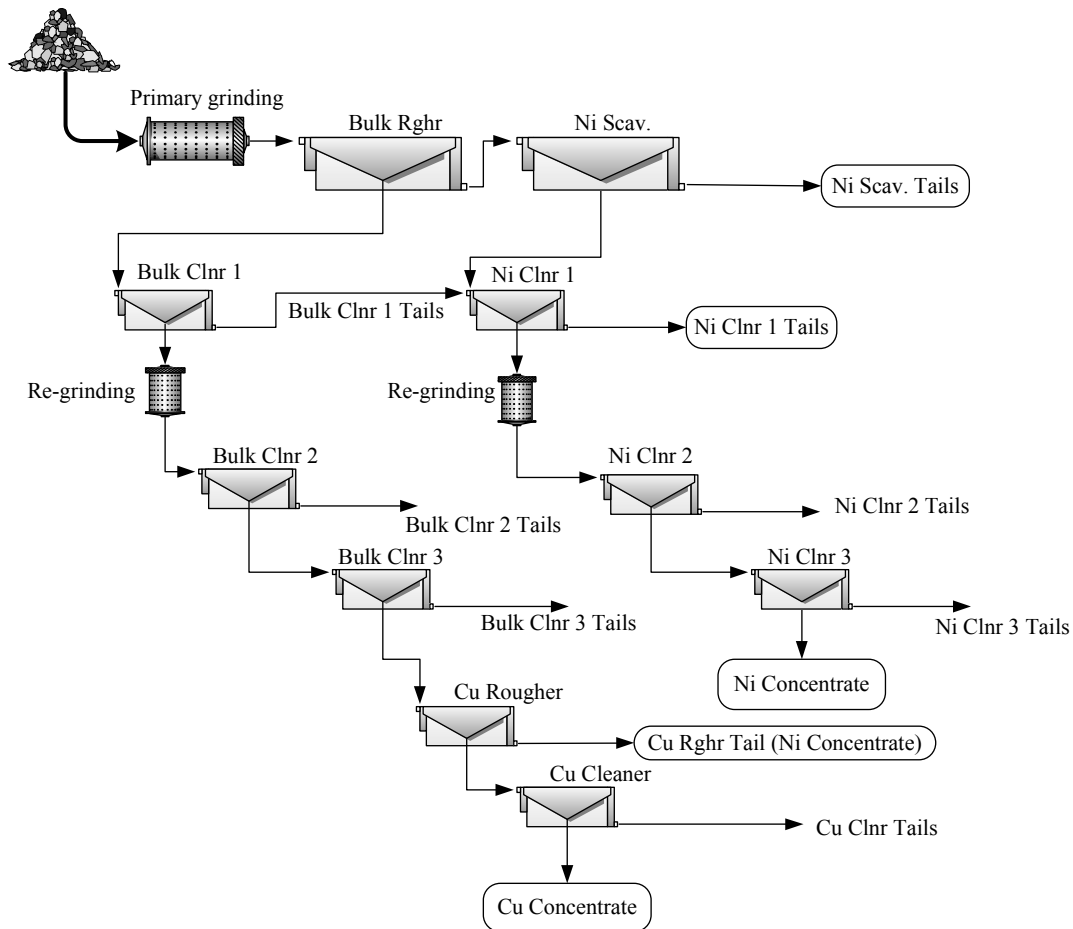 Primary grinding
Bulk Rghr
Ni Scav.
Ni Scav. Tails
Bulk Clnr 1
Ni Clnr 1
Bulk Clnr 1 Tails
Ni Clnr 1 Tails
Re-grinding
Re-grinding
Bulk Clnr 2
Ni Clnr 2
Bulk Clnr 2 Tails
Ni Clnr 2 Tails
Bulk Clnr 3
Ni Clnr 3
Bulk Clnr 3 Tails
Ni Clnr 3 Tails
Ni Concentrate
Cu Rougher
Cu Rghr Tail (Ni Concentrate)
Cu Cleaner
Cu Clnr Tails
Cu Concentrate